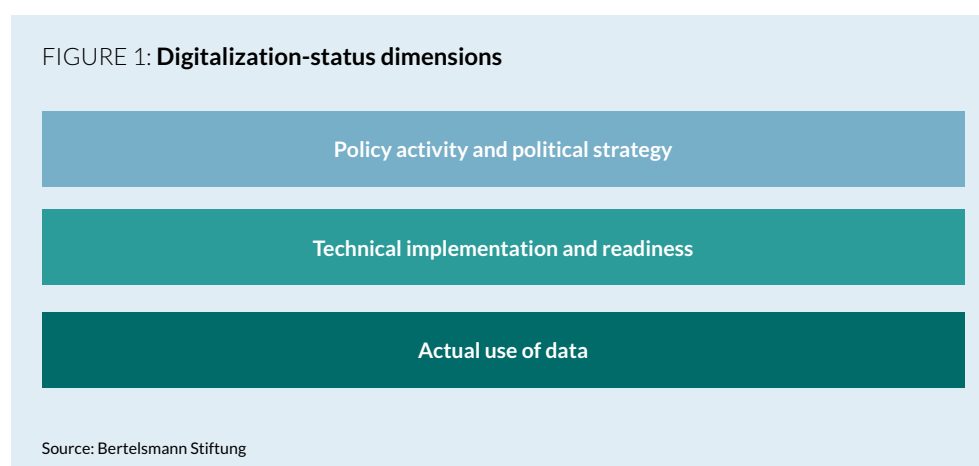 FIGURE 1: Digitalization-status dimensions
Policy activity and political strategy
Technical implementation and readiness
Actual use of data
Source: Bertelsmann Stiftung